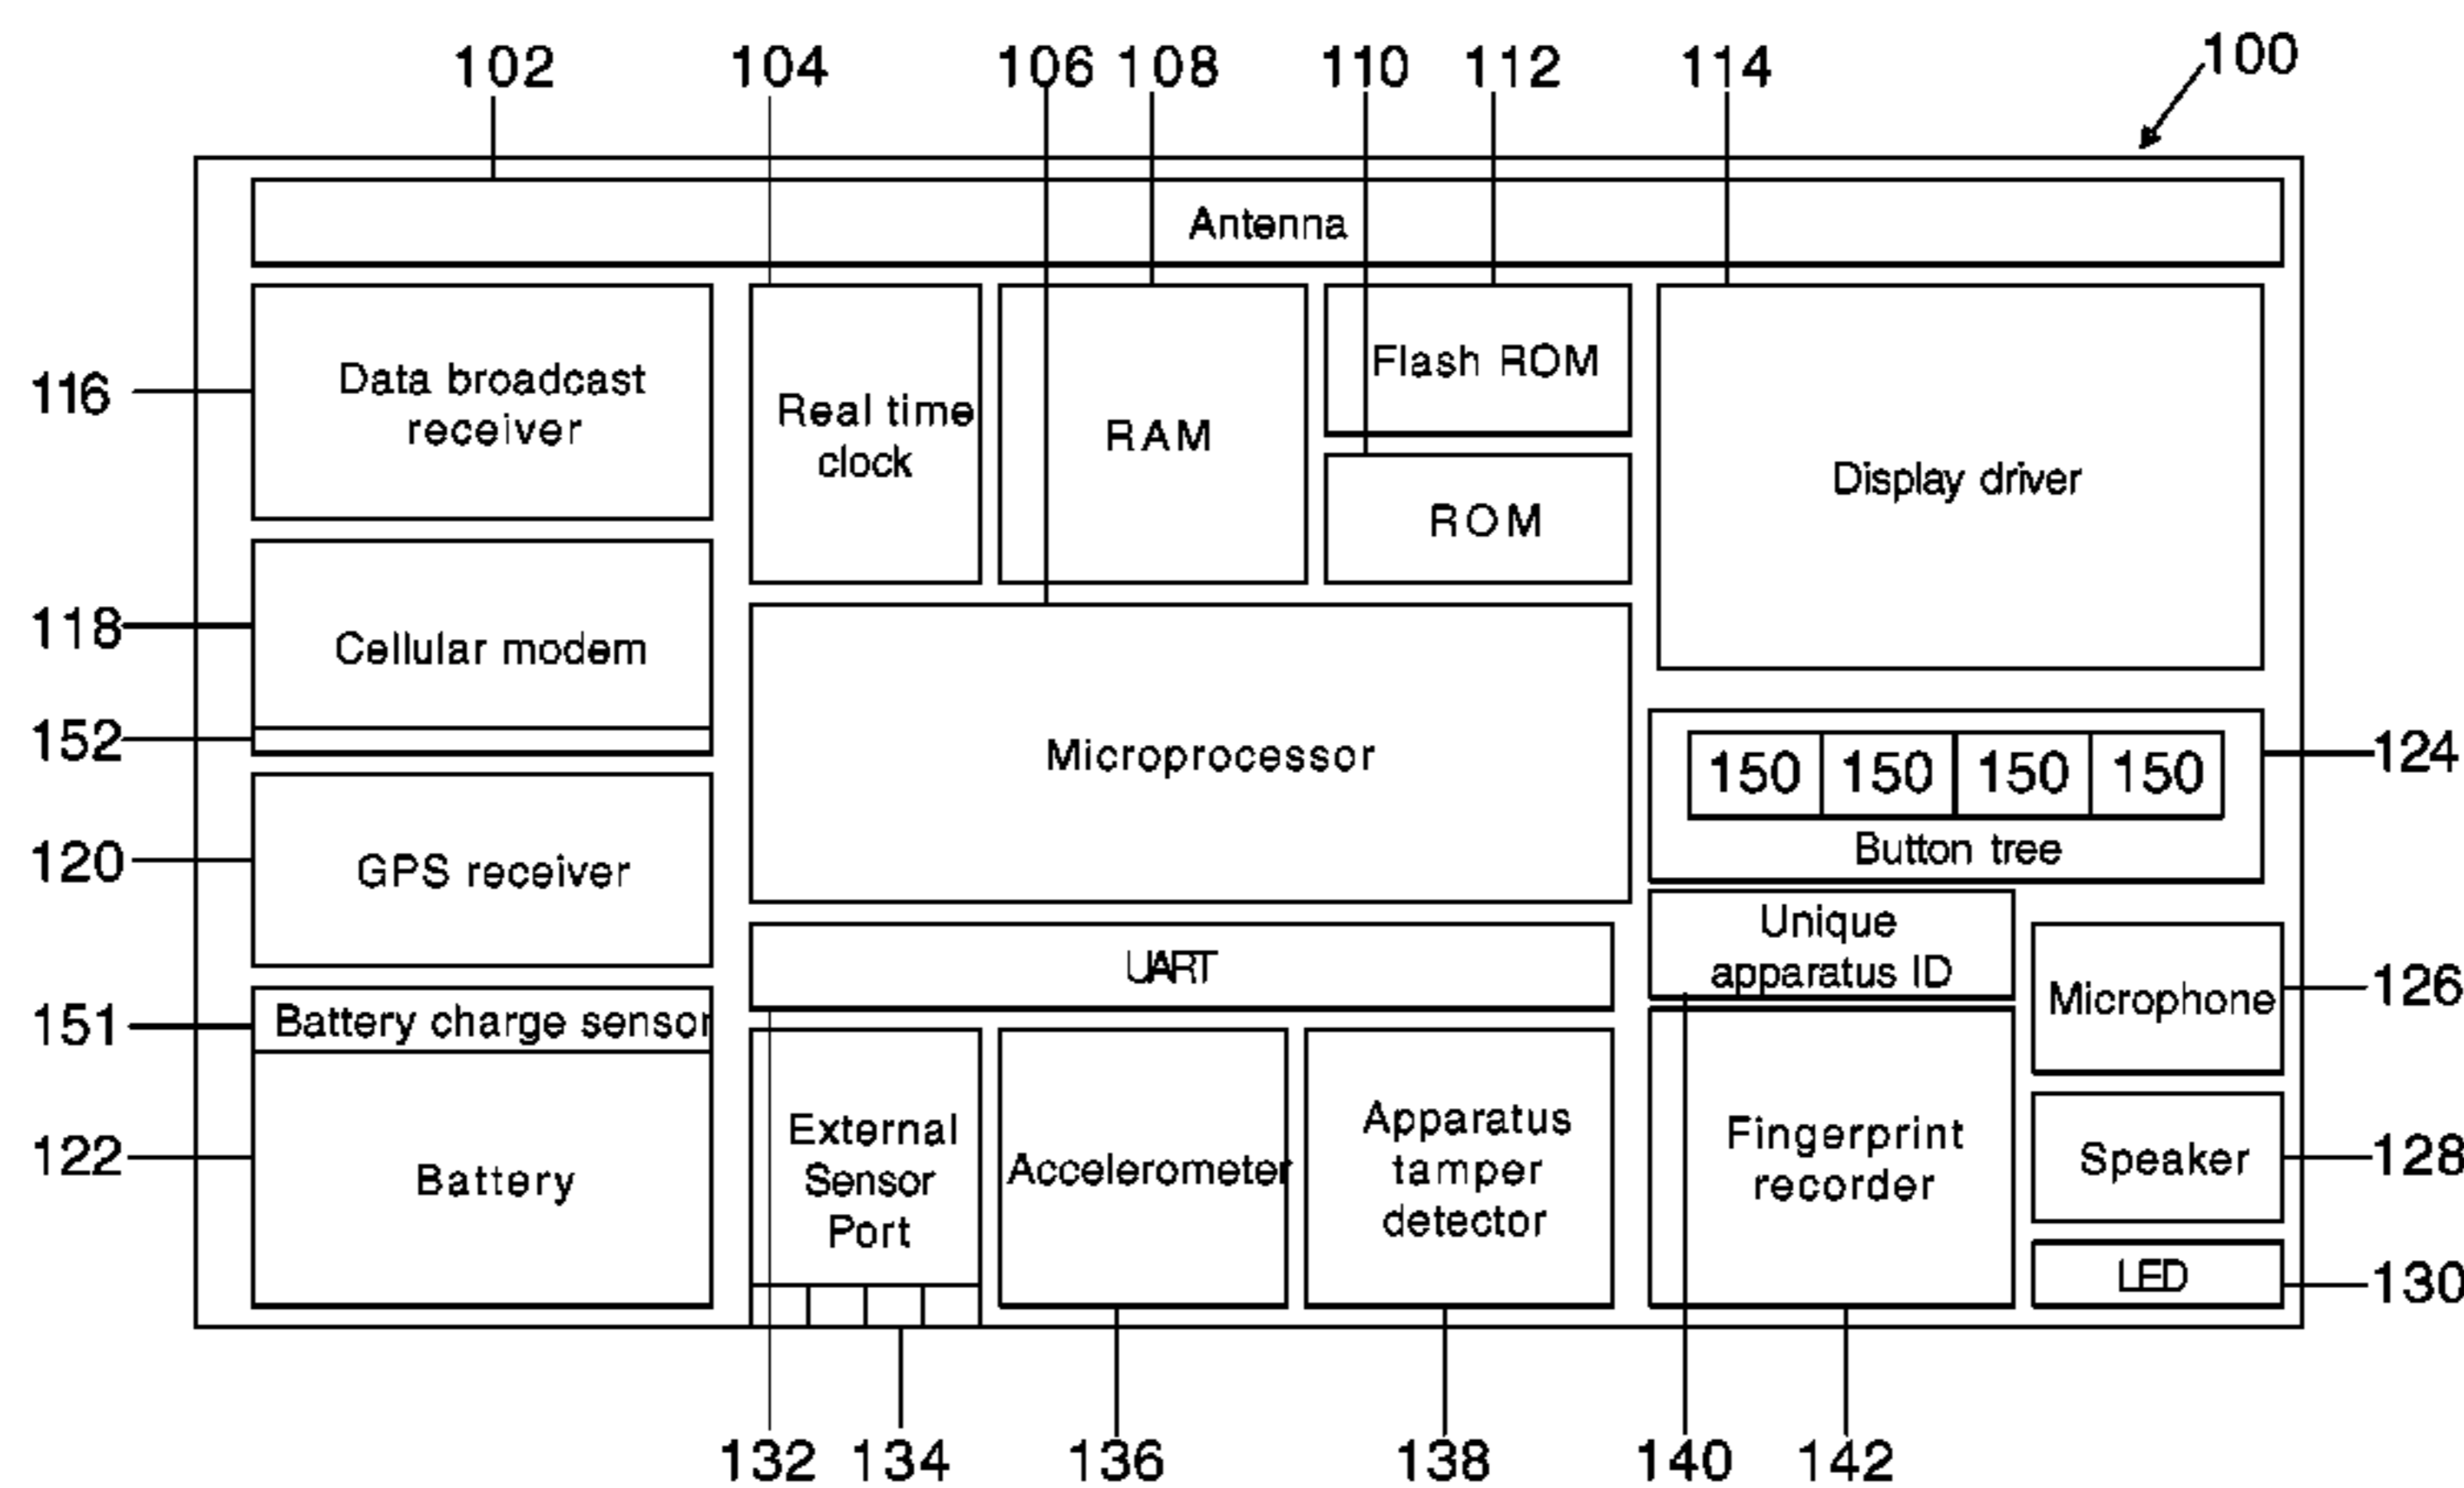 102
104
106
108
110
112
114
100
Antenna
116
Data broadcast
receiver
Real time
clock
RAM
Flash ROM
ROM
Display driver
118
Cellular modem
152
Microprocessor
150 150 150 150
Button tree
124
120
GPS receiver
UART
Unique
apparatus ID
Microphone
126
151
Battery charge sensor
122
Battery
External
Sensor
Port
Accelerometer
Apparatus
tamper
detector
Fingerprint
recorder
Speaker
128
LED
130
132
134
136
138
140
142